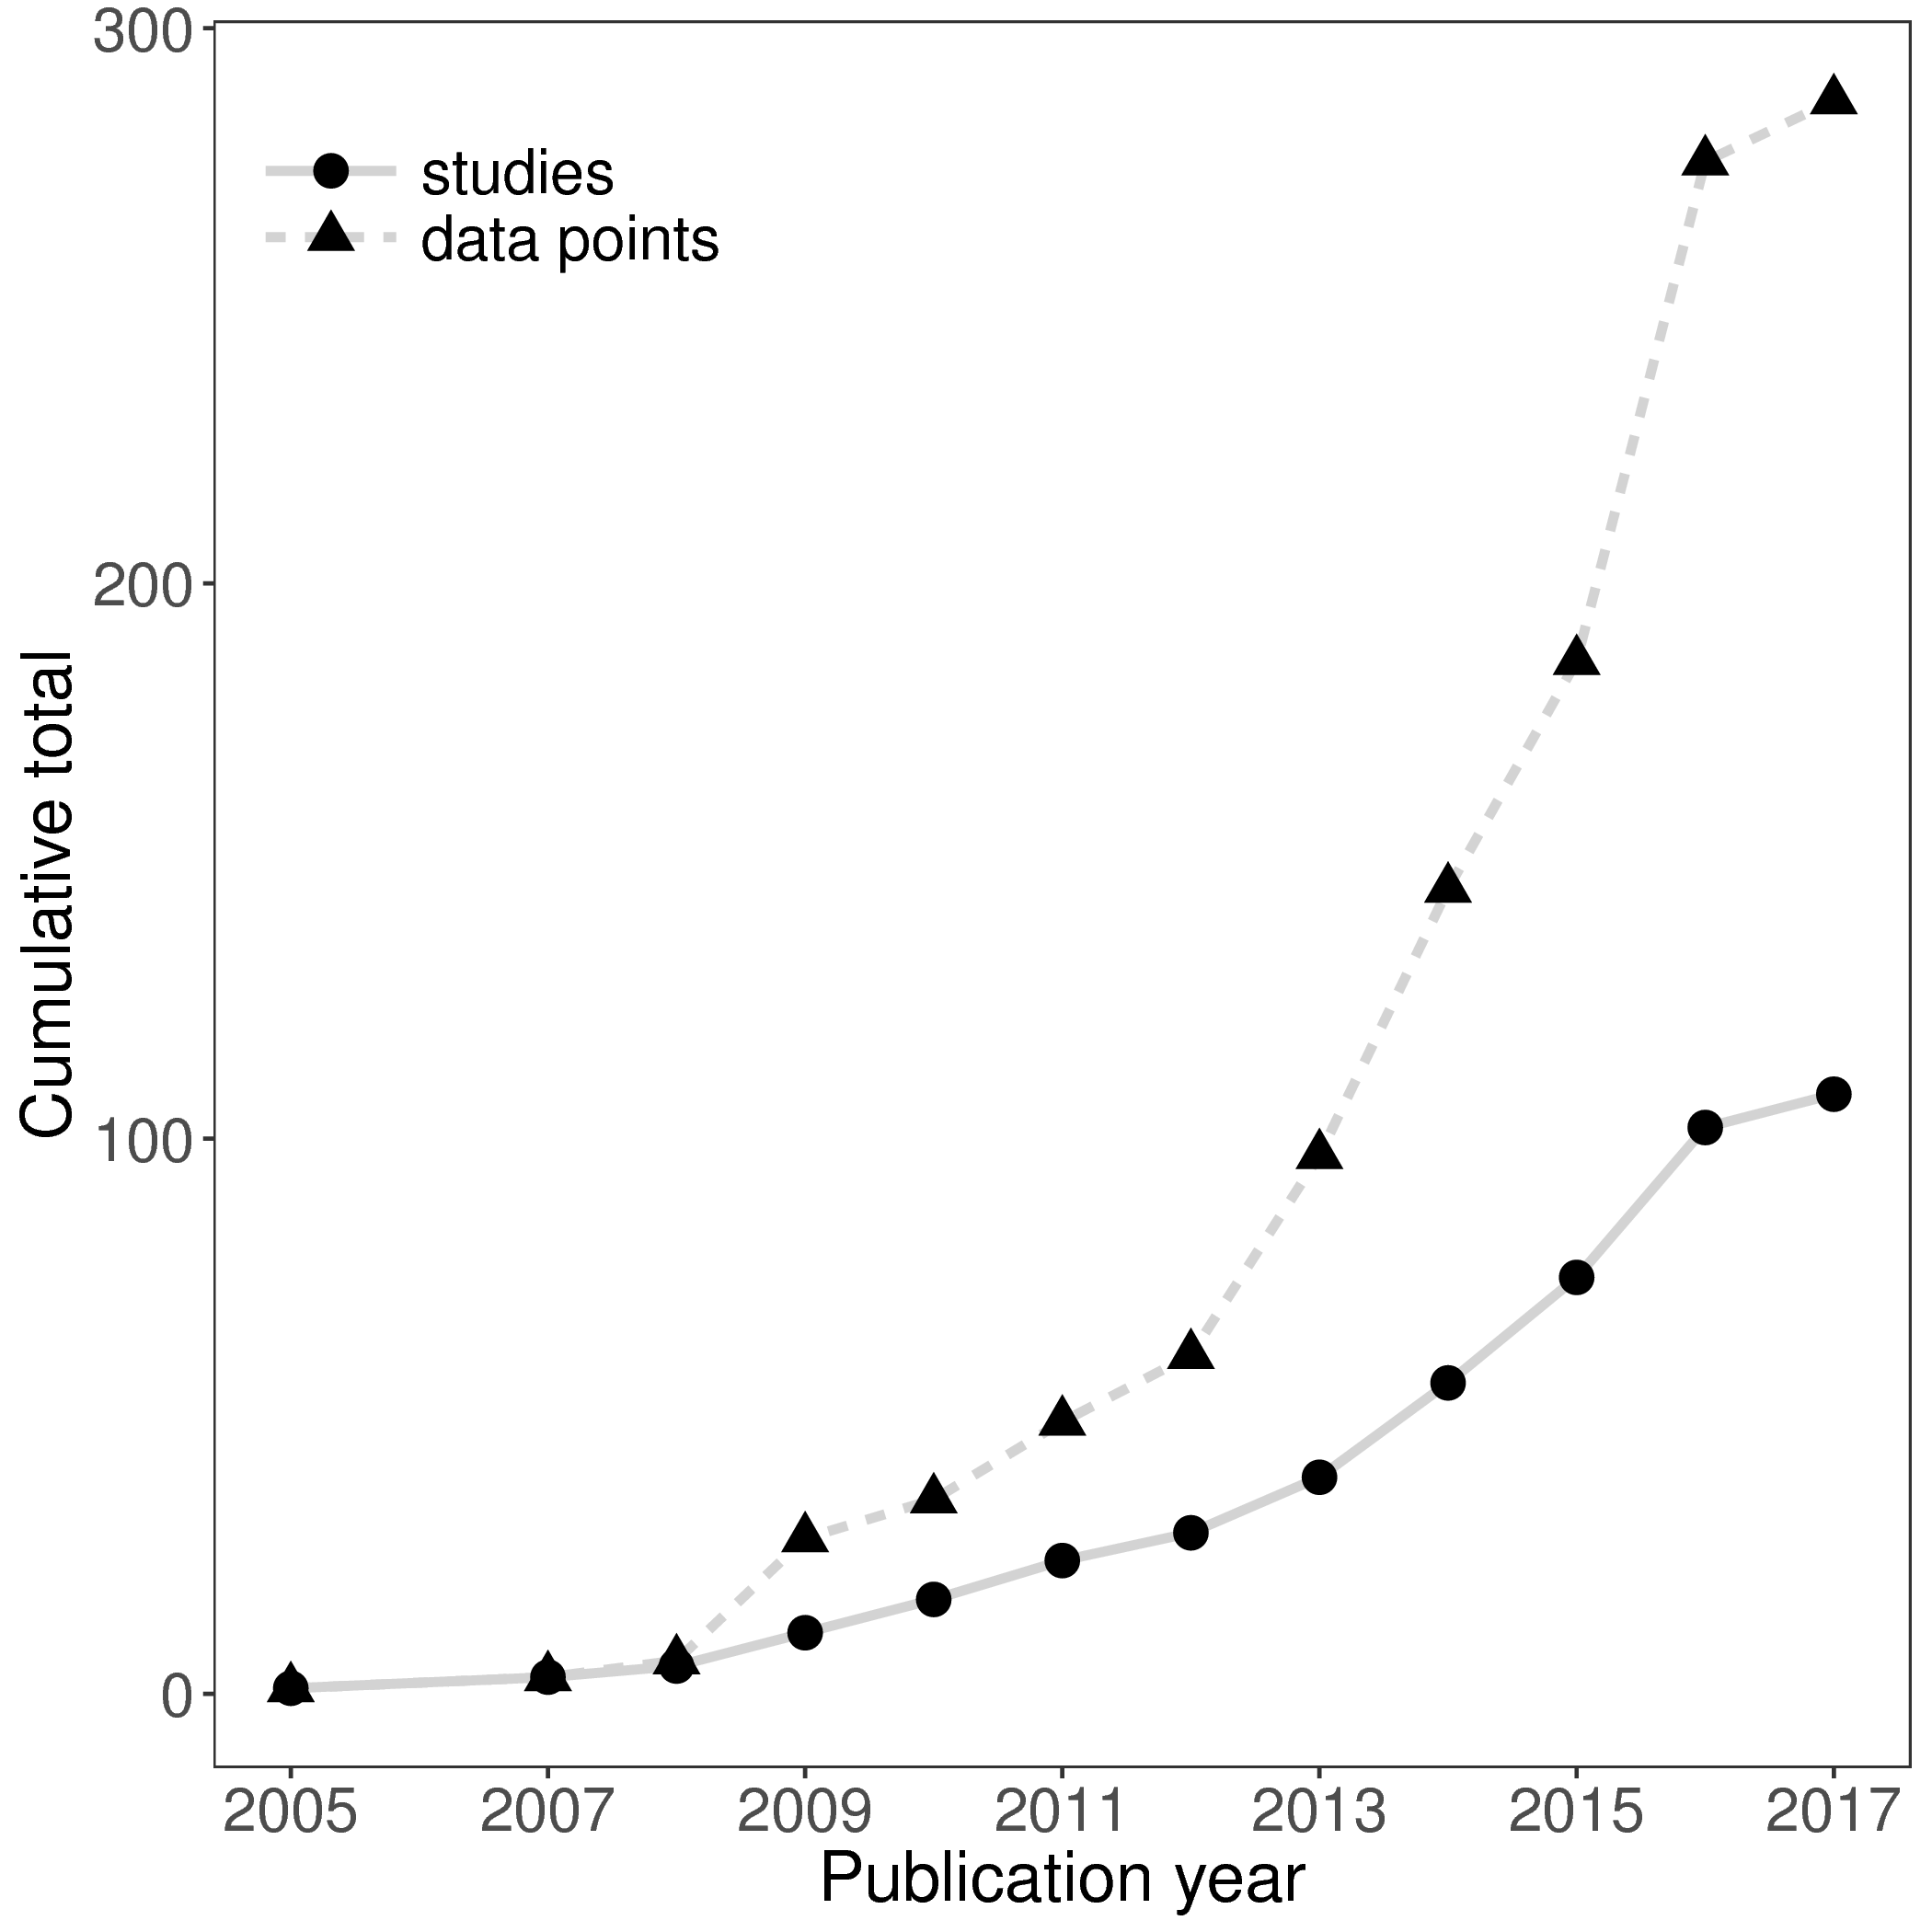 300
200
100
0
Cumulative total
studies
data points
2005 2007 2009 2011 2013 2015 2017
Publication year